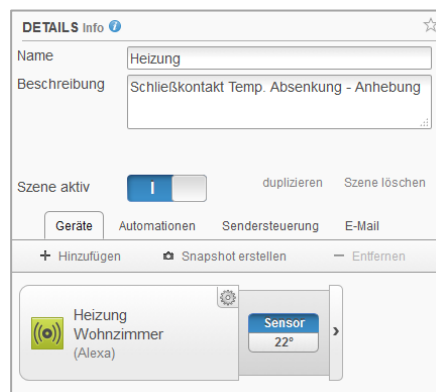 DETAILS Info
Name Heizung
Beschreibung Schließkontakt Temp. Absenkung - Anhebung
Szene aktiv I duplizieren Szene löschen
Geräte Automationen Sendersteuerung E-Mail
+ Hinzufügen Snapshot erstellen − Entfernen
Heizung
Wohnzimmer
(Alexa)
Sensor
22°